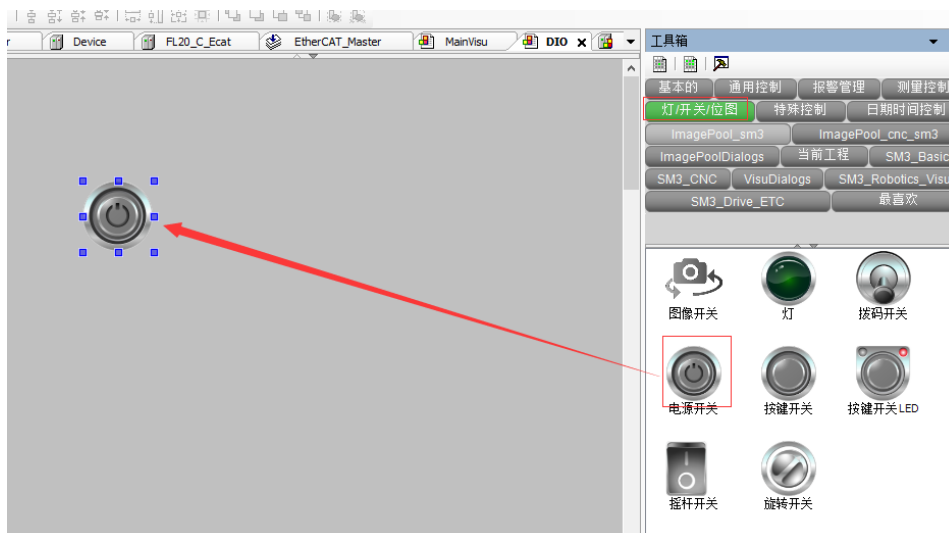 r Device FL20_C_Ecat EtherCAT_Master MainVisu DIO x
工具箱
基本的 通用控制 报警管理 测量控制
灯/开关/位图 特殊控制 日期时间控制
ImagePool_sm3 ImagePool_cnc_sm3
ImagePoolDialogs 当前工程 SM3_Basic
SM3_CNC VisuDialogs SM3_Robotics_Visu
SM3_Drive_ETC 最喜欢
图像开关 灯 拨码开关
电源开关 按键开关 按键开关LED
摇杆开关 旋转开关